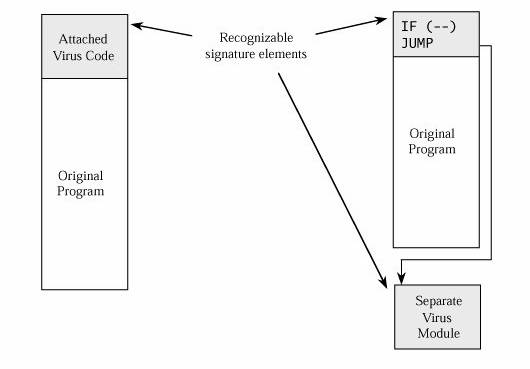 Attached
Virus Code
Original
Program
Recognizable
signature elements
IF (--)
JUMP
Original
Program
Separate
Virus
Module